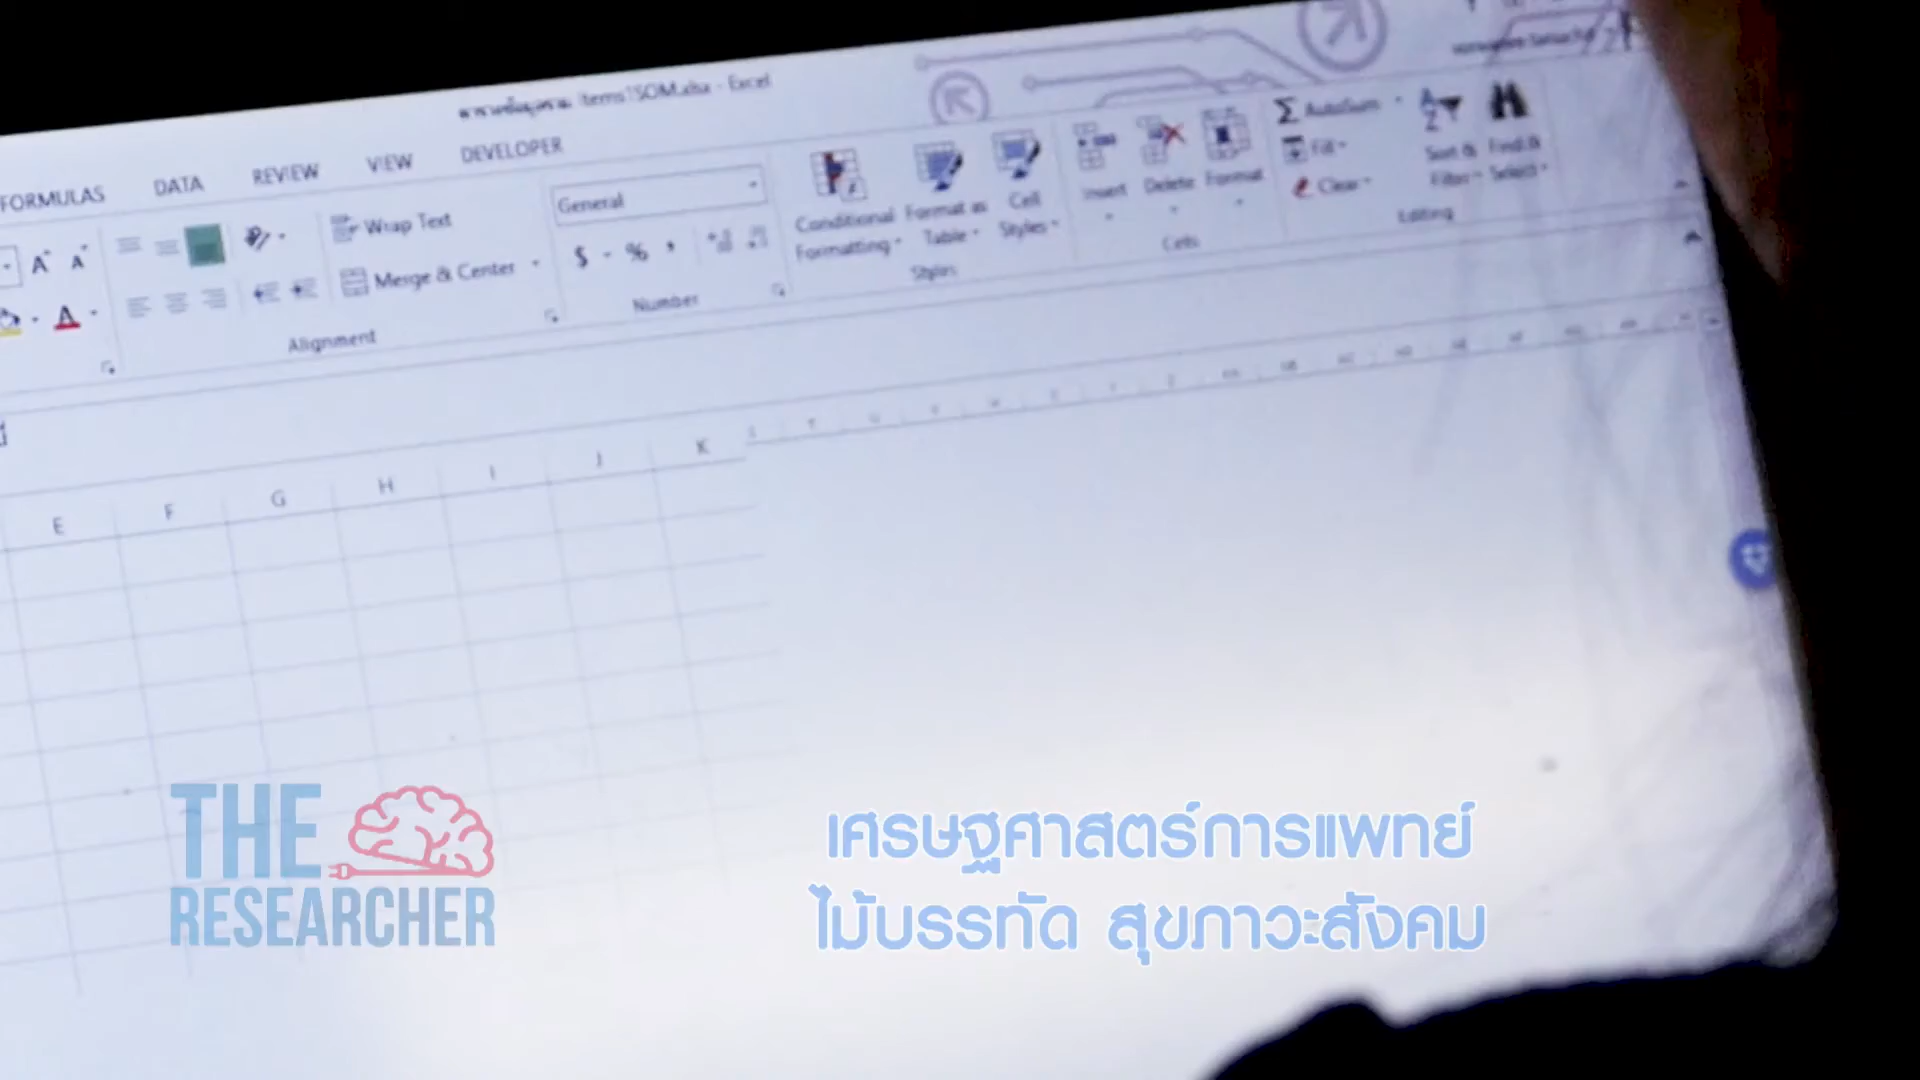 Excel
FORMULAS DATA REVIEW VIEW DEVELOPER
General
Wrap Text
Merge & Center
$ % ,
Conditional Formatting
Format as Table
Cell Styles
Insert Delete Format
AutoSum
Fill
Clear
Sort & Filter
Find & Select
Alignment Number Styles Cells Editing
E F G H I J K
THE
RESEARCHER
เศรษฐศาสตร์การแพทย์
ไม้บรรทัด สุขภาวะสังคม